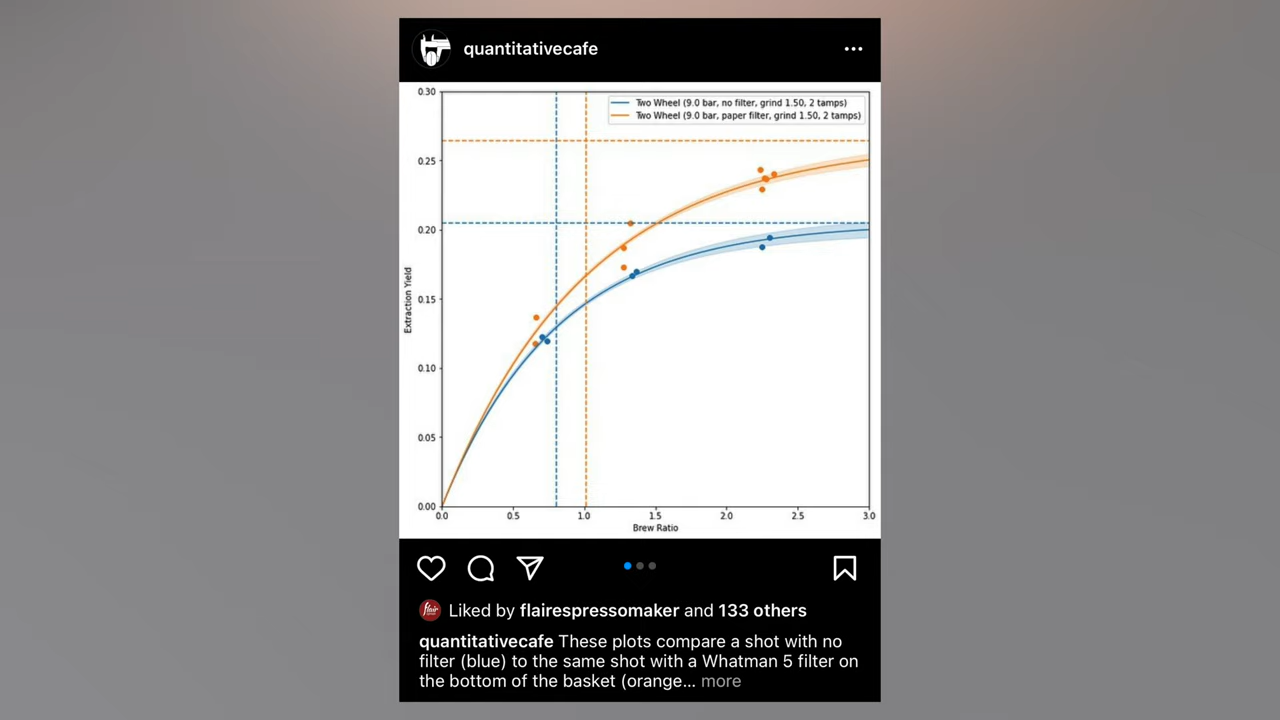 quantitativecafe
0.30
0.25
0.20
0.15
0.10
0.05
0.00
Extraction Yield
Two Wheel (9.0 bar, no filter, grind 1.50, 2 tamps)
Two Wheel (9.0 bar, paper filter, grind 1.50, 2 tamps)
0.0 0.5 1.0 1.5 2.0 2.5 3.0
Brew Ratio
flair
Liked by flairespressomaker and 133 others
quantitativecafe These plots compare a shot with no
filter (blue) to the same shot with a Whatman 5 filter on
the bottom of the basket (orange... more